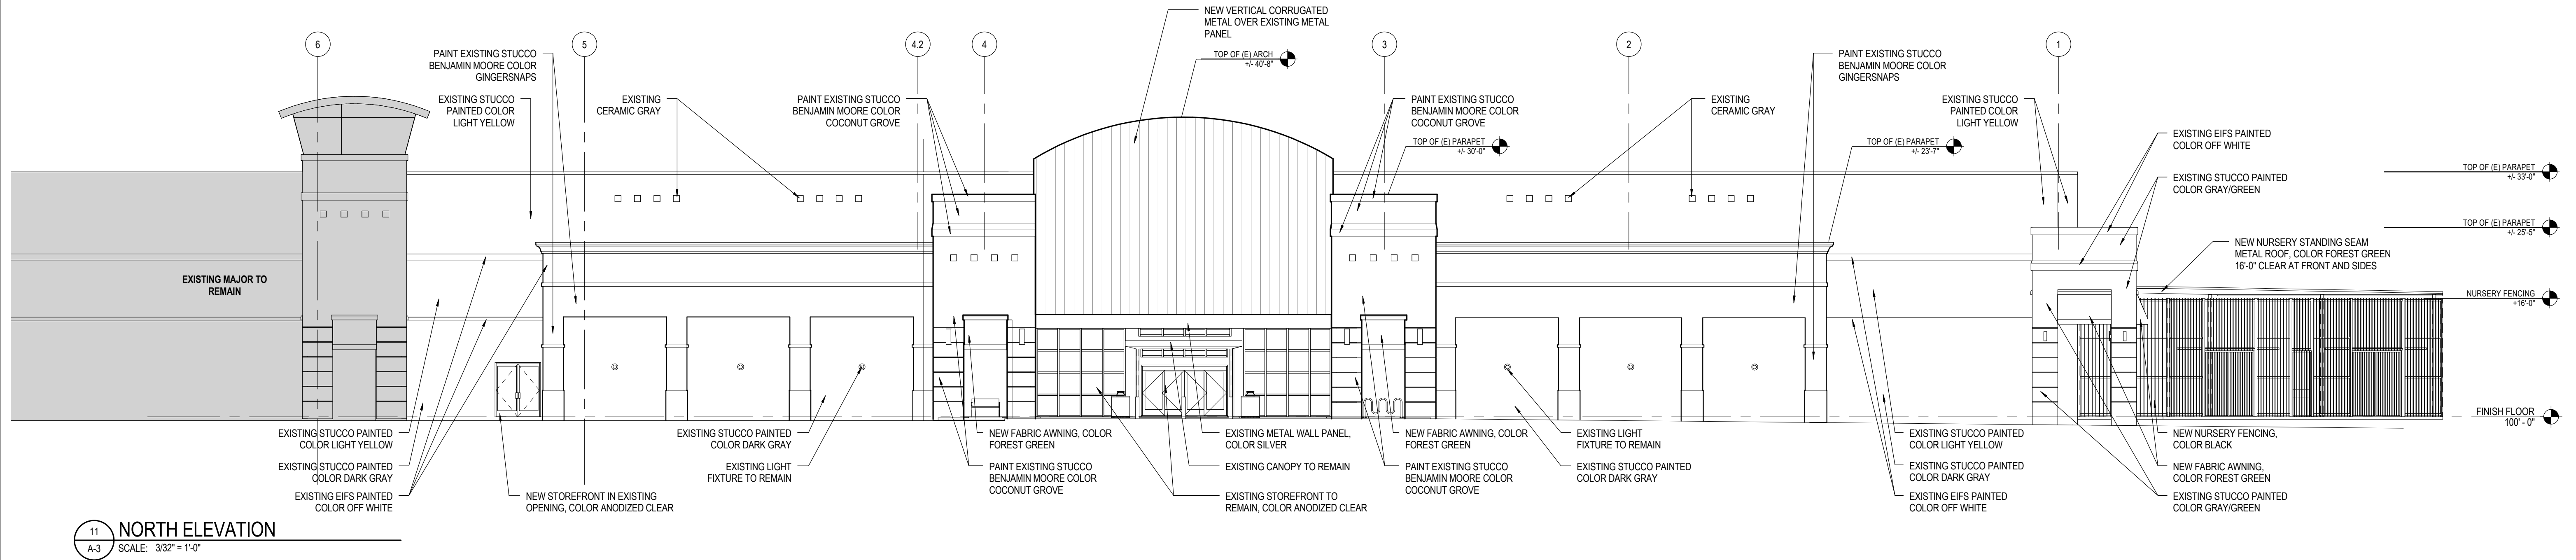 NEW VERTICAL CORRUGATED
METAL OVER EXISTING METAL
PANEL
6
5
4.2
4
3
2
1
PAINT EXISTING STUCCO
BENJAMIN MOORE COLOR
GINGERSNAPS
TOP OF (E) ARCH
+/- 40'-8"
PAINT EXISTING STUCCO
BENJAMIN MOORE COLOR
GINGERSNAPS
EXISTING STUCCO
PAINTED COLOR
LIGHT YELLOW
EXISTING
CERAMIC GRAY
PAINT EXISTING STUCCO
BENJAMIN MOORE COLOR
COCONUT GROVE
PAINT EXISTING STUCCO
BENJAMIN MOORE COLOR
COCONUT GROVE
EXISTING
CERAMIC GRAY
EXISTING STUCCO
PAINTED COLOR
LIGHT YELLOW
TOP OF (E) PARAPET
+/- 30'-0"
TOP OF (E) PARAPET
+/- 23'-7"
EXISTING EIFS PAINTED
COLOR OFF WHITE
TOP OF (E) PARAPET
+/- 33'-0"
EXISTING STUCCO PAINTED
COLOR GRAY/GREEN
TOP OF (E) PARAPET
+/- 25'-5"
NEW NURSERY STANDING SEAM
METAL ROOF, COLOR FOREST GREEN
16'-0" CLEAR AT FRONT AND SIDES
EXISTING MAJOR TO
REMAIN
NURSERY FENCING
+16'-0"
FINISH FLOOR
100' - 0"
EXISTING STUCCO PAINTED
COLOR LIGHT YELLOW
EXISTING STUCCO PAINTED
COLOR DARK GRAY
EXISTING EIFS PAINTED
COLOR OFF WHITE
NEW STOREFRONT IN EXISTING
OPENING, COLOR ANODIZED CLEAR
EXISTING STUCCO PAINTED
COLOR DARK GRAY
EXISTING LIGHT
FIXTURE TO REMAIN
NEW FABRIC AWNING, COLOR
FOREST GREEN
PAINT EXISTING STUCCO
BENJAMIN MOORE COLOR
COCONUT GROVE
EXISTING METAL WALL PANEL,
COLOR SILVER
EXISTING CANOPY TO REMAIN
EXISTING STOREFRONT TO
REMAIN, COLOR ANODIZED CLEAR
NEW FABRIC AWNING, COLOR
FOREST GREEN
PAINT EXISTING STUCCO
BENJAMIN MOORE COLOR
COCONUT GROVE
EXISTING LIGHT
FIXTURE TO REMAIN
EXISTING STUCCO PAINTED
COLOR DARK GRAY
EXISTING STUCCO PAINTED
COLOR LIGHT YELLOW
EXISTING STUCCO PAINTED
COLOR DARK GRAY
EXISTING EIFS PAINTED
COLOR OFF WHITE
NEW NURSERY FENCING,
COLOR BLACK
NEW FABRIC AWNING,
COLOR FOREST GREEN
EXISTING STUCCO PAINTED
COLOR GRAY/GREEN
11
A-3
NORTH ELEVATION
SCALE: 3/32" = 1'-0"